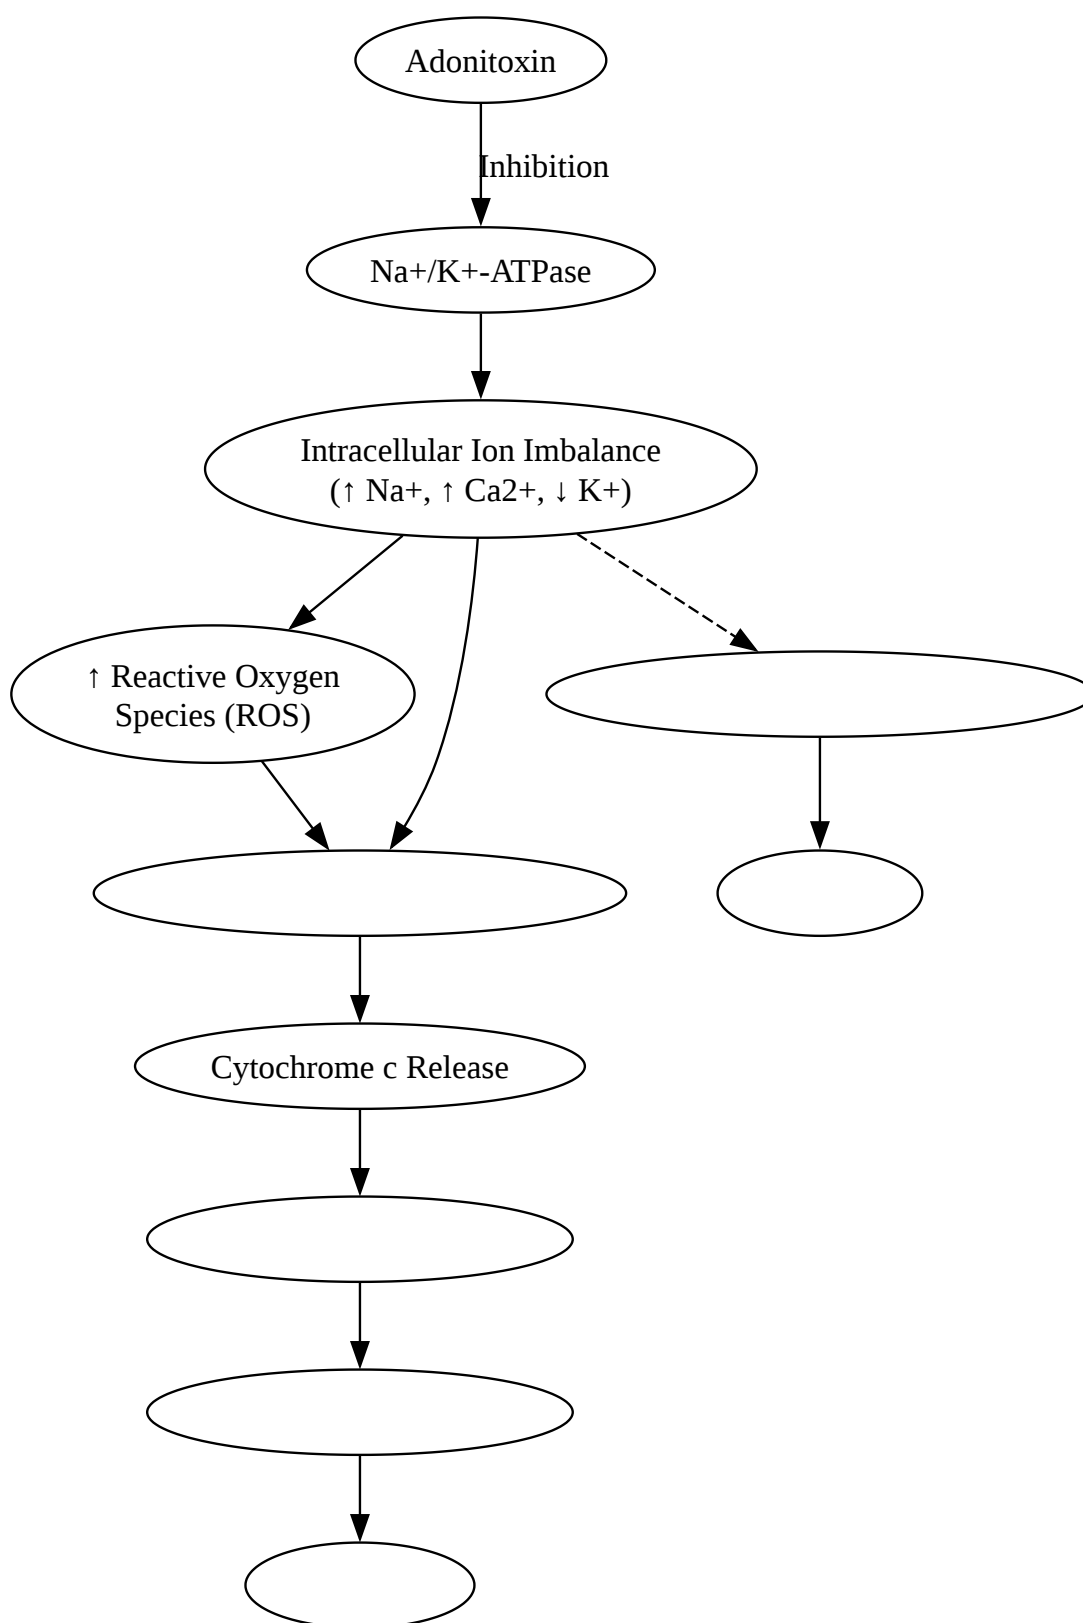 Adonitoxin
Inhibition
Na+/K+-ATPase
Intracellular Ion Imbalance
(↑ Na+, ↑ Ca2+, ↓ K+)
↑ Reactive Oxygen
Species (ROS)
Cytochrome c Release